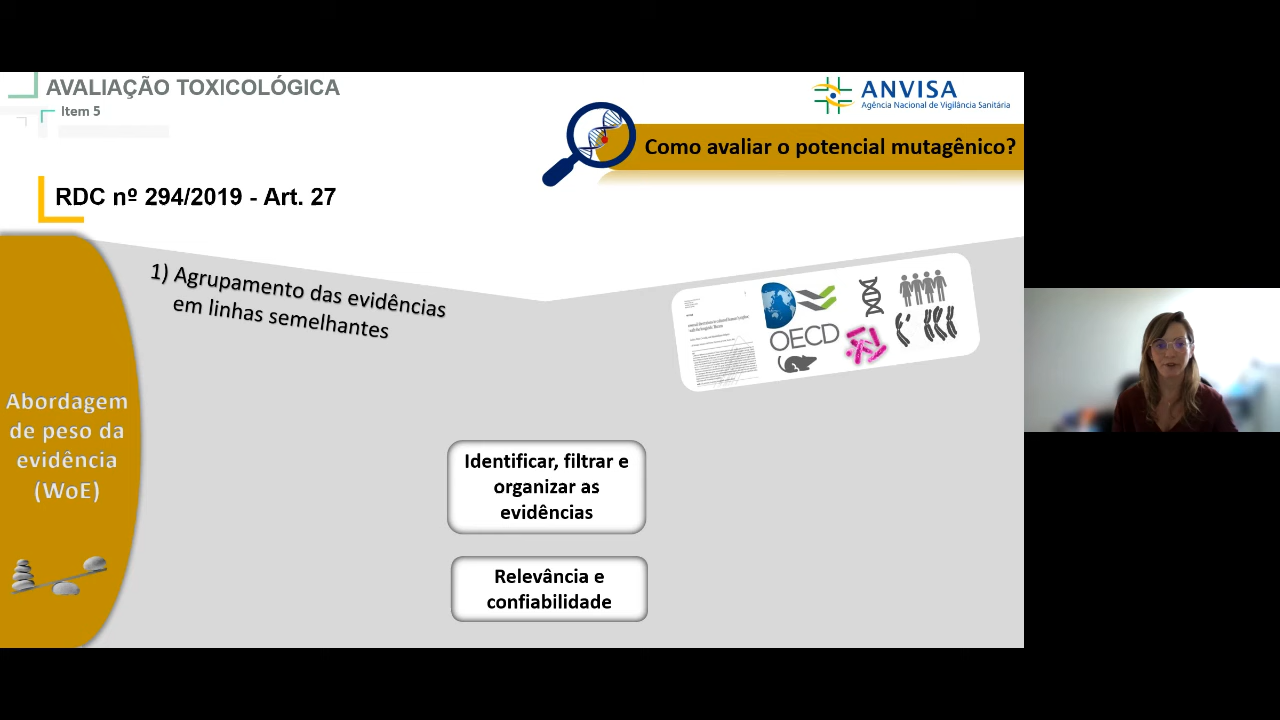 AVALIAÇÃO TOXICOLÓGICA
Item 5
ANVISA
Agência Nacional de Vigilância Sanitária
Como avaliar o potencial mutagênico?
RDC nº 294/2019 - Art. 27
1) Agrupamento das evidências
em linhas semelhantes
OECD
Abordagem
de peso da
evidência
(WoE)
Identificar, filtrar e
organizar as
evidências
Relevância e
confiabilidade